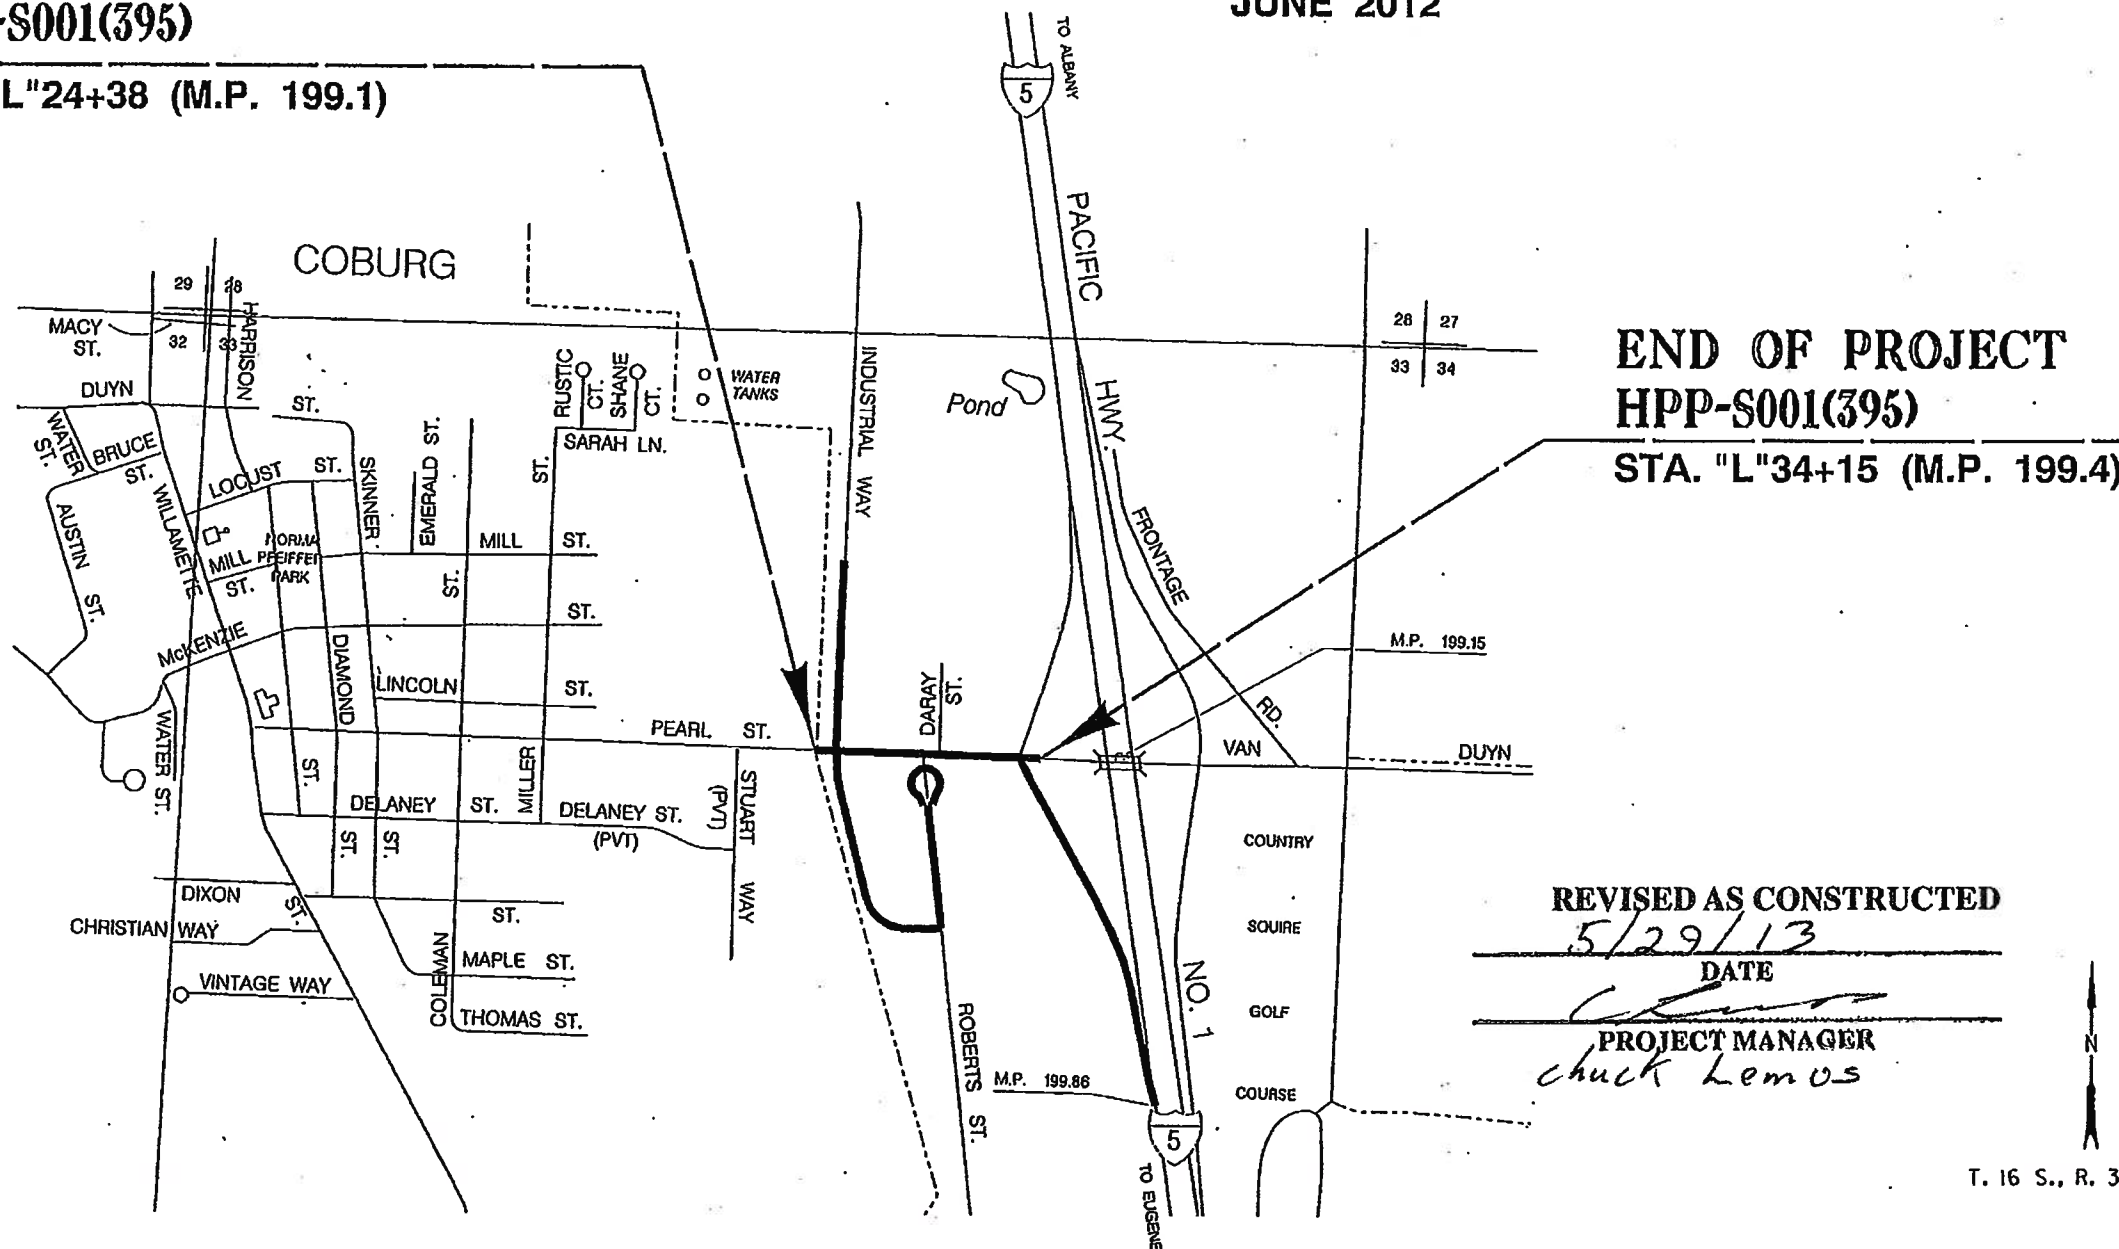 -S001(395)
L"24+38 (M.P. 199.1)
JUNE 2012
TO ALBANY
5
PACIFIC
HWY.
NO. 1
COBURG
29 28
32 33
HARRISON
ST.
MACY
ST.
DUYN
ST.
WATER
ST.
BRUCE
ST.
AUSTIN
ST.
WILLAMETTE
LOCUST ST.
SKINNER
ST.
NORMA
PFEIFFER
PARK
MILL
ST.
EMERALD ST.
MILL ST.
RUSTIC
CT.
SHANE
CT.
SARAH LN.
WATER
TANKS
INDUSTRIAL WAY
Pond
28 27
33 34
END OF PROJECT
HPP-S001(395)
STA. "L"34+15 (M.P. 199.4)
FRONTAGE
RD.
M.P. 199.15
McKENZIE
ST.
DIAMOND
ST.
LINCOLN ST.
PEARL ST.
DARAY
ST.
VAN DUYN
WATER ST.
ST.
MILLER
ST.
DELANEY ST.
DELANEY ST.
(PVT)
STUART WAY
(PVT)
DIXON
ST.
ST.
CHRISTIAN WAY
VINTAGE WAY
COLEMAN
ST.
MAPLE ST.
THOMAS ST.
ROBERTS ST.
M.P. 199.86
5
TO EUGENE
COUNTRY
SQUIRE
GOLF
COURSE
REVISED AS CONSTRUCTED
5/29/13
DATE
PROJECT MANAGER
Chuck Lemos
N
T. 16 S., R. 3